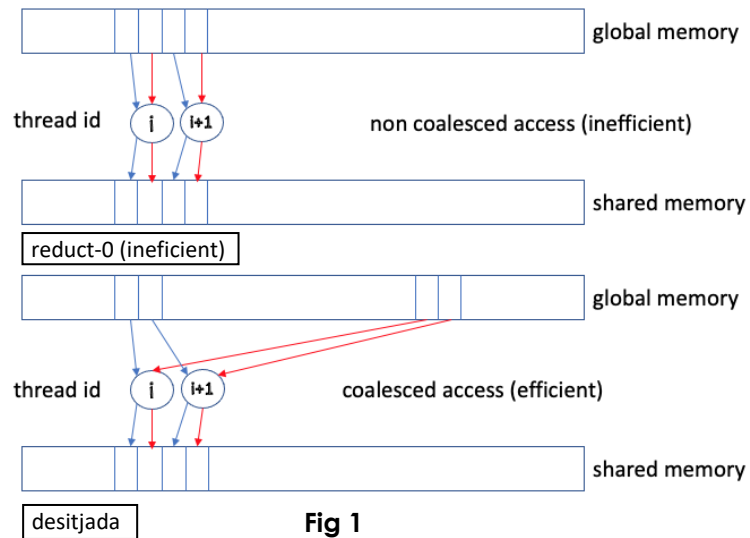 global memory
thread id
i
i+1
non coalesced access (inefficient)
shared memory
reduct-0 (ineficient)
global memory
thread id
i
i+1
coalesced access (efficient)
shared memory
desitjada
Fig 1